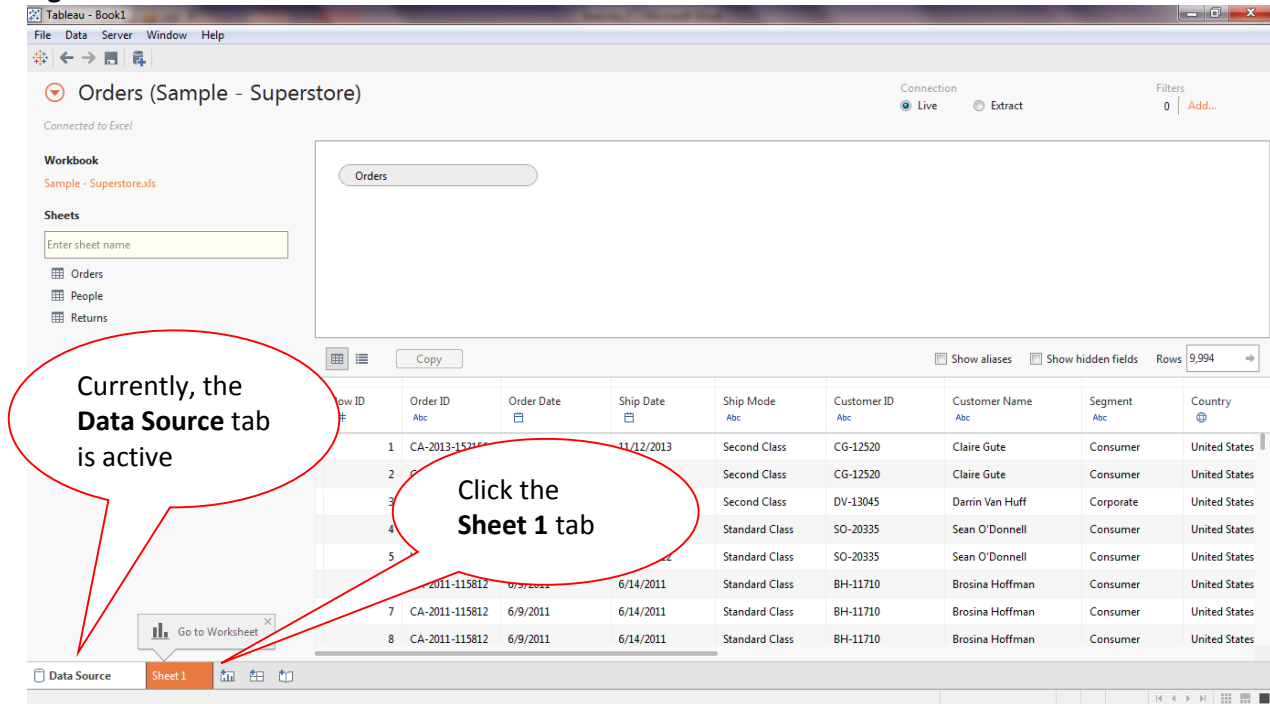 Tableau - Book1
File Data Server Window Help
Orders (Sample - Superstore)
Connection
Live Extract
Filters
0 Add...
Connected to Excel
Workbook
Sample - Superstore.xls
Sheets
Enter sheet name
Orders
People
Returns
Orders
Copy
Show aliases Show hidden fields Rows 9,994
Currently, the
Data Source tab
is active
Click the
Sheet 1 tab
Row ID Order ID Order Date Ship Date Ship Mode Customer ID Customer Name Segment Country
# Abc Abc Abc Abc Abc
1 11/12/2013 Second Class CG-12520 Claire Gute Consumer United States
2 Second Class CG-12520 Claire Gute Consumer United States
3 Second Class DV-13045 Darrin Van Huff Corporate United States
4 Standard Class SO-20335 Sean O'Donnell Consumer United States
5 Standard Class SO-20335 Sean O'Donnell Consumer United States
6/14/2011 Standard Class BH-11710 Brosina Hoffman Consumer United States
7 CA-2011-115812 6/9/2011 6/14/2011 Standard Class BH-11710 Brosina Hoffman Consumer United States
8 CA-2011-115812 6/9/2011 6/14/2011 Standard Class BH-11710 Brosina Hoffman Consumer United States
Go to Worksheet
Data Source Sheet 1